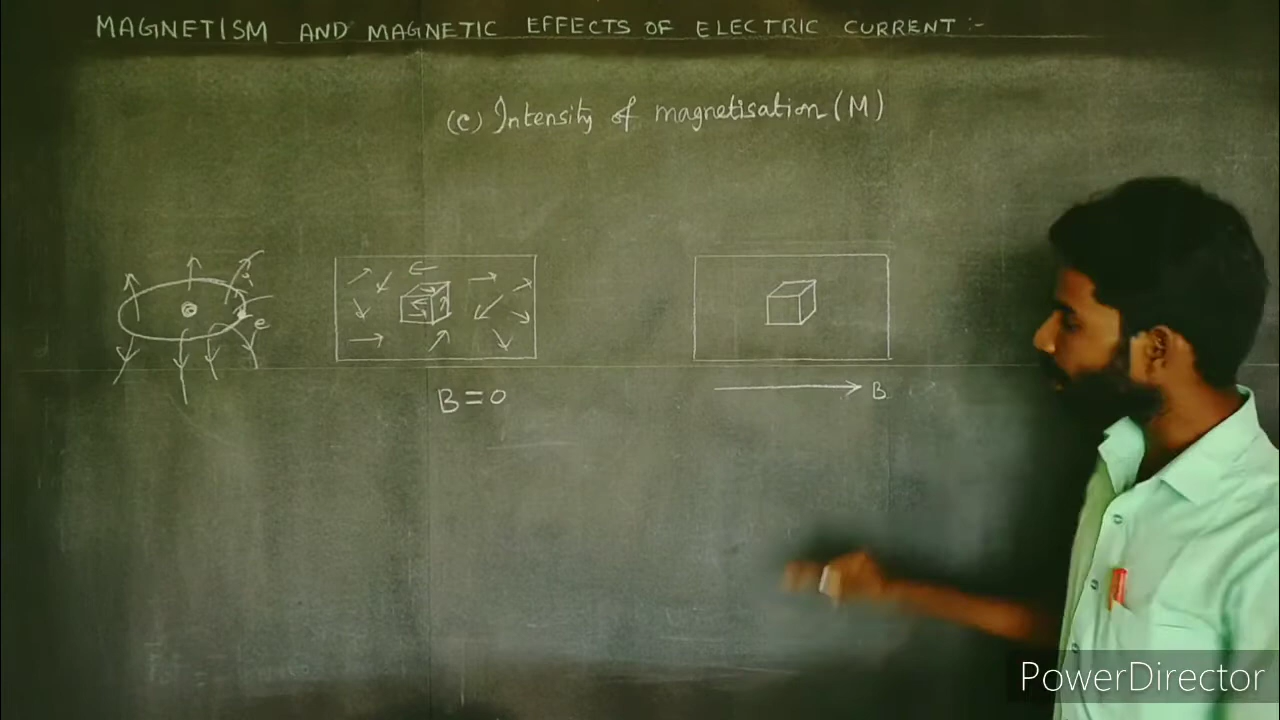 MAGNETISM AND MAGNETIC EFFECTS OF ELECTRIC CURRENT :-
(c) Intensity of magnetisation (M)
e
B = 0
B
PowerDirector